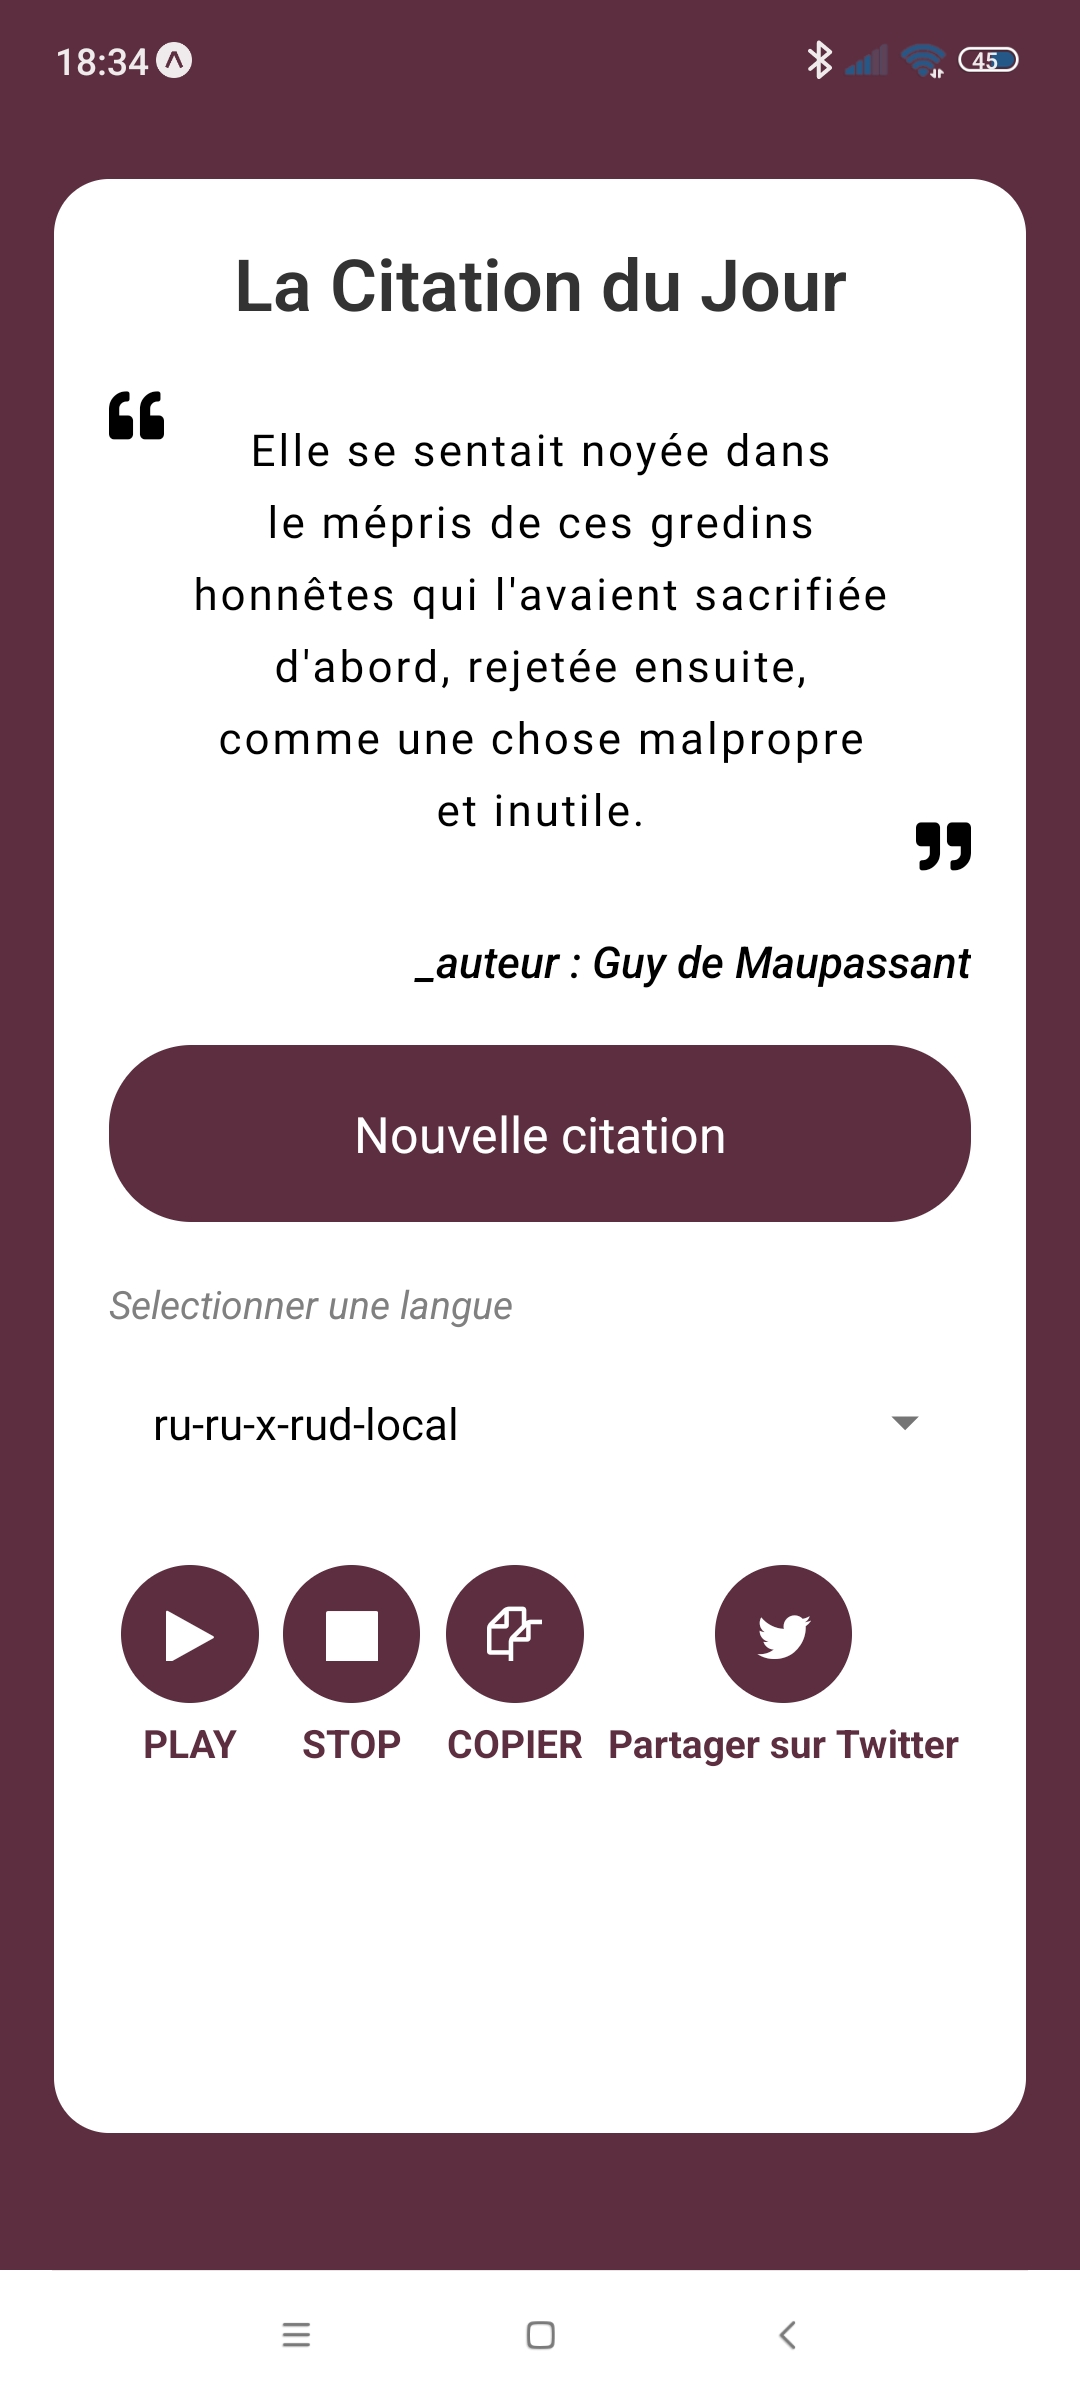 18:34
45
La Citation du Jour
Elle se sentait noyée dans
le mépris de ces gredins
honnêtes qui l'avaient sacrifiée
d'abord, rejetée ensuite,
comme une chose malpropre
et inutile.
_auteur : Guy de Maupassant
Nouvelle citation
Selectionner une langue
ru-ru-x-rud-local
PLAY STOP COPIER Partager sur Twitter